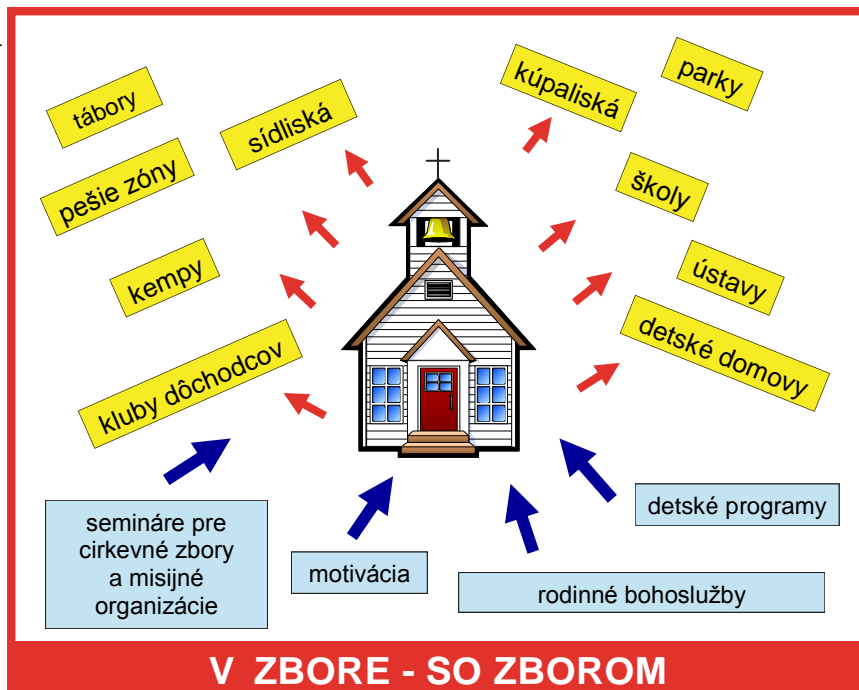 tábory
sídliská
kúpaliská
parky
pešie zóny
školy
kempy
ústavy
kluby dôchodcov
detské domovy
semináre pre
cirkevné zbory
a misijné
organizácie
motivácia
rodinné bohoslužby
detské programy
V ZBORE - SO ZBOROM